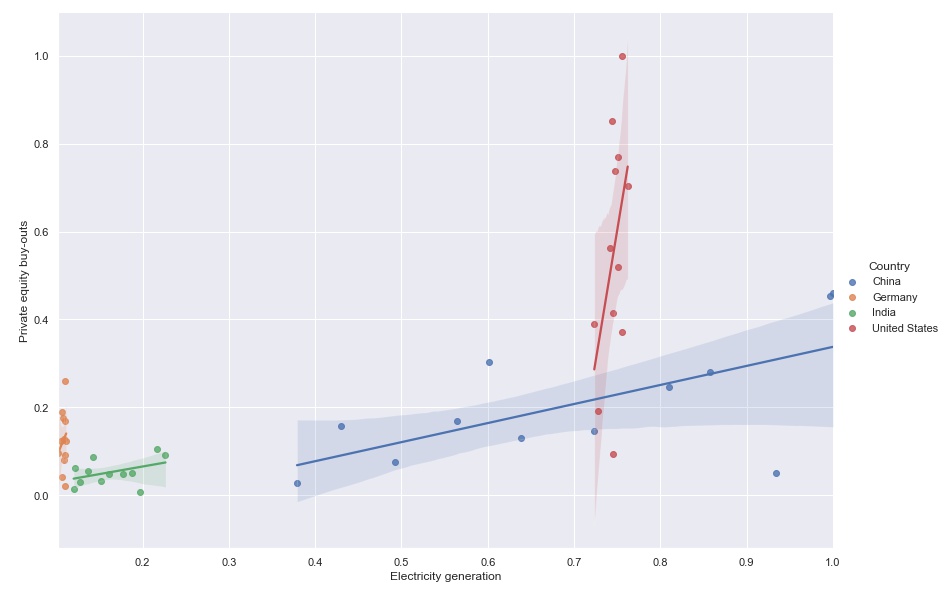 1.0
0.8
0.6
0.4
0.2
0.0
Private equity buy-outs
0.2 0.3 0.4 0.5 0.6 0.7 0.8 0.9 1.0
Electricity generation
Country
China
Germany
India
United States